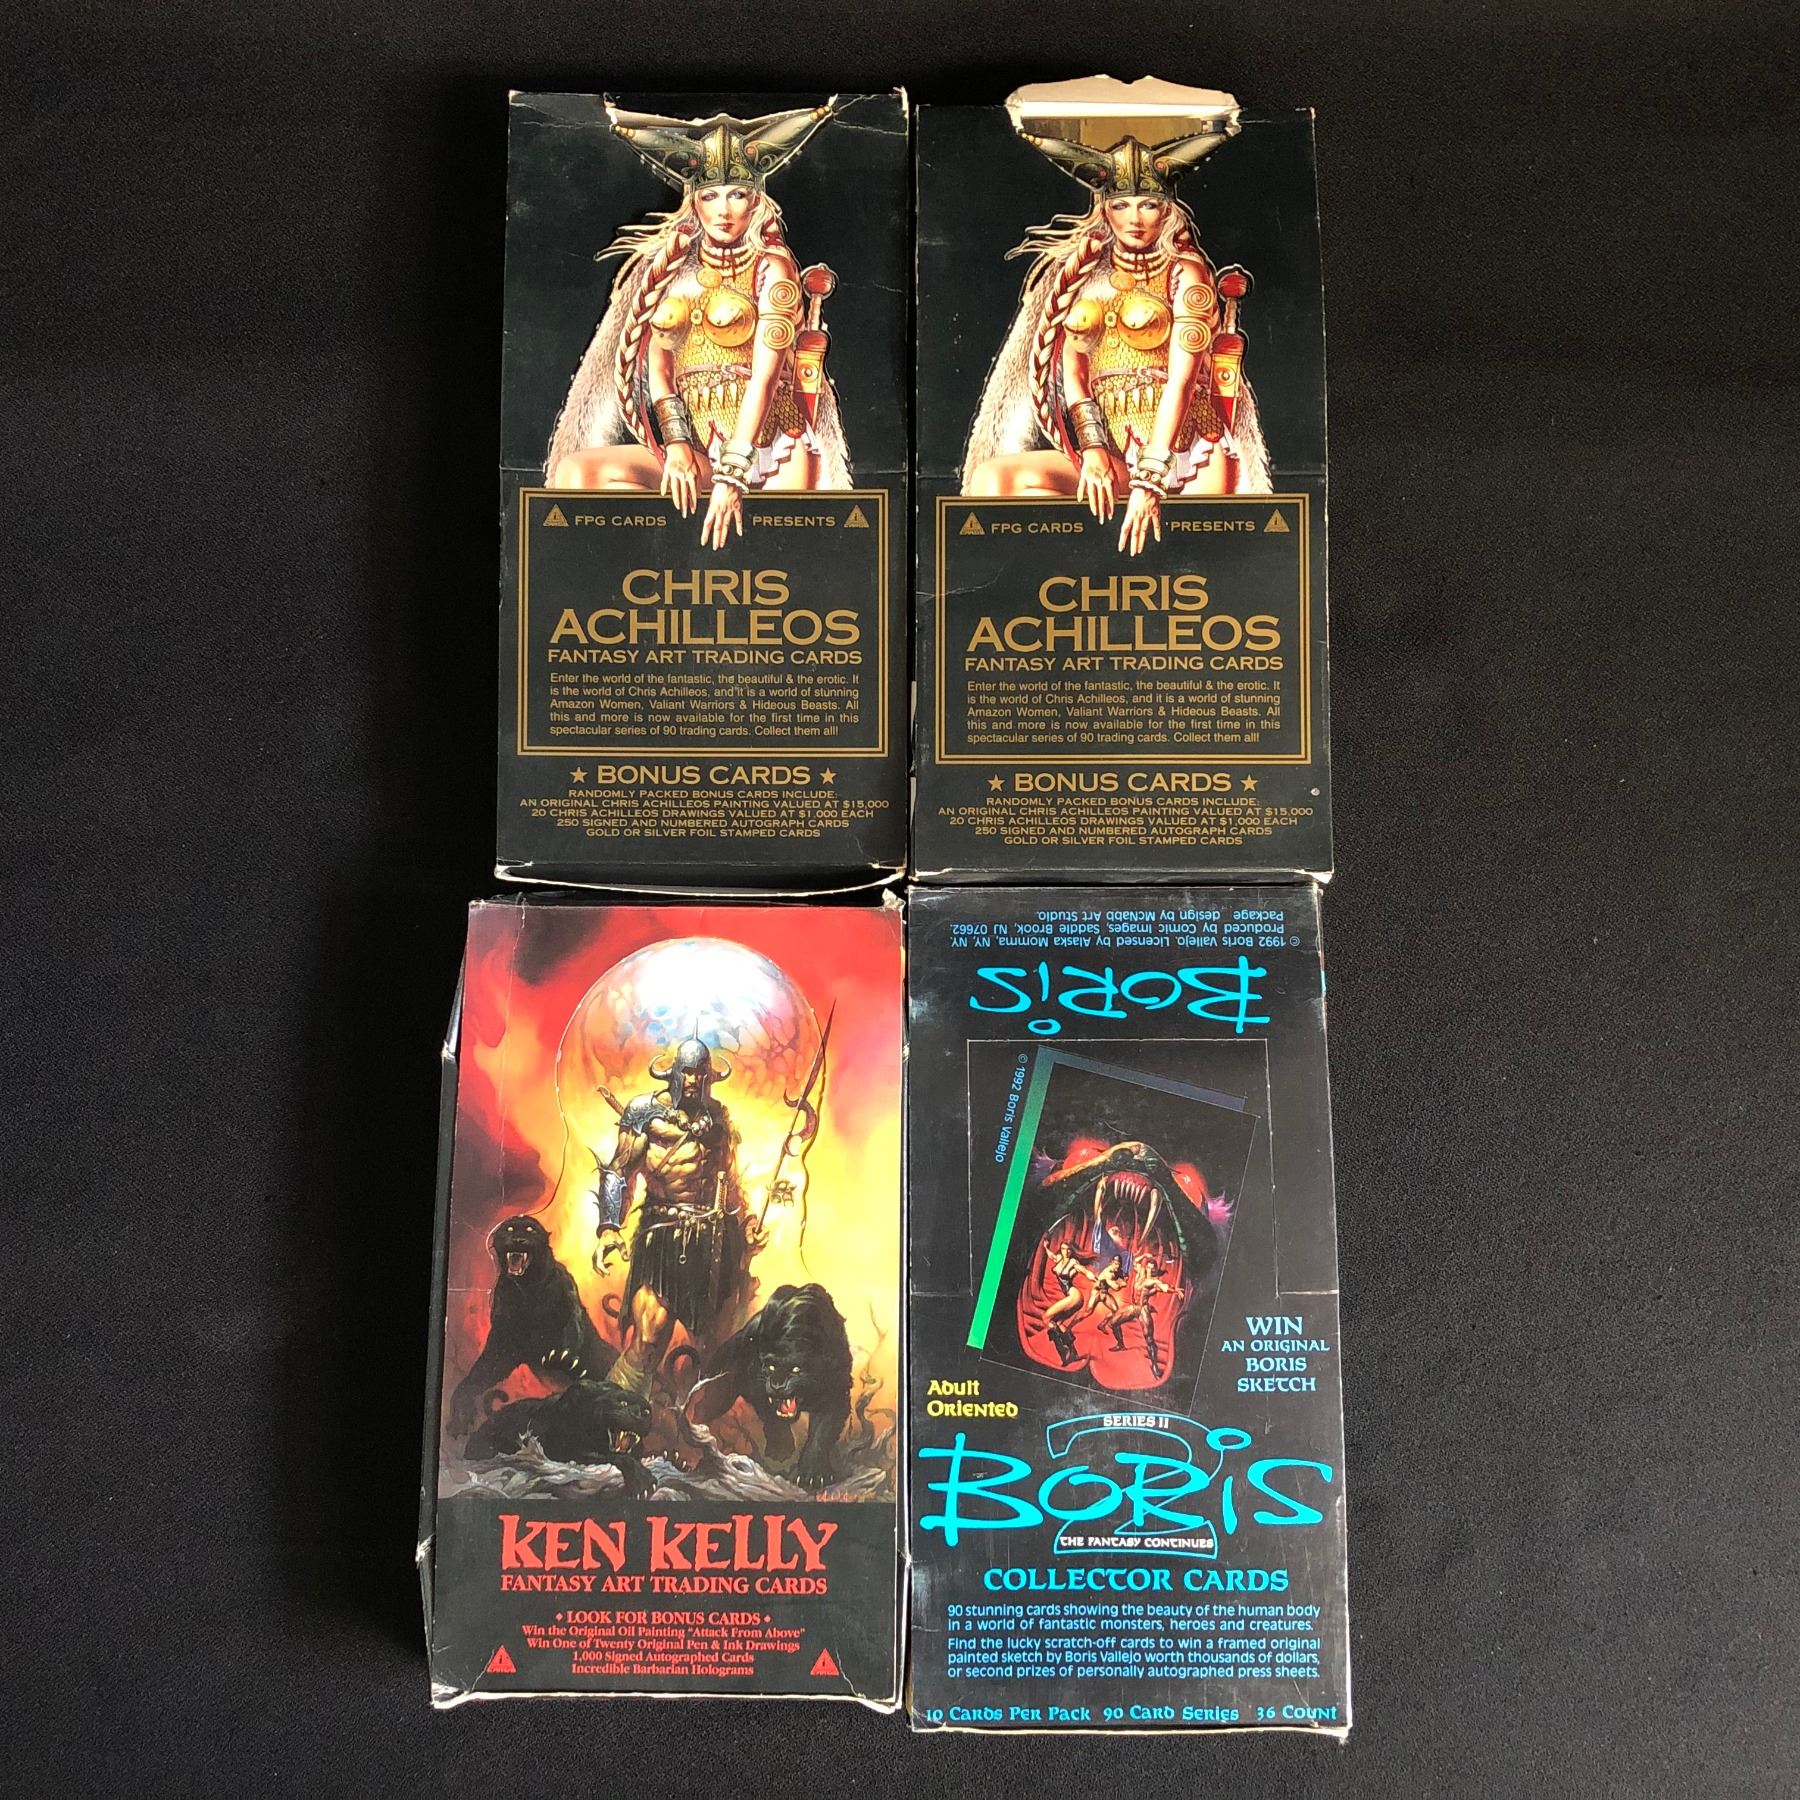 FPG CARDS PRESENTS
CHRIS
ACHILLEOS
FANTASY ART TRADING CARDS
Enter the world of the fantastic, the beautiful & the erotic. It
is the world of Chris Achilleos, and it is a world of stunning
Amazon Women, Valiant Warriors & Hideous Beasts. All
this and more is now available for the first time in this
spectacular series of 90 trading cards. Collect them all!
★ BONUS CARDS ★
RANDOMLY PACKED BONUS CARDS INCLUDE:
AN ORIGINAL CHRIS ACHILLEOS PAINTING VALUED AT $15,000
20 CHRIS ACHILLEOS DRAWINGS VALUED AT $1,000 EACH
250 SIGNED AND NUMBERED AUTOGRAPH CARDS
GOLD OR SILVER FOIL STAMPED CARDS
FPG CARDS PRESENTS
CHRIS
ACHILLEOS
FANTASY ART TRADING CARDS
Enter the world of the fantastic, the beautiful & the erotic. It
is the world of Chris Achilleos, and it is a world of stunning
Amazon Women, Valiant Warriors & Hideous Beasts. All
this and more is now available for the first time in this
spectacular series of 90 trading cards. Collect them all!
★ BONUS CARDS ★
RANDOMLY PACKED BONUS CARDS INCLUDE:
AN ORIGINAL CHRIS ACHILLEOS PAINTING VALUED AT $15,000
20 CHRIS ACHILLEOS DRAWINGS VALUED AT $1,000 EACH
250 SIGNED AND NUMBERED AUTOGRAPH CARDS
GOLD OR SILVER FOIL STAMPED CARDS
KEN KELLY
FANTASY ART TRADING CARDS
• LOOK FOR BONUS CARDS •
Win the Original Oil Painting "Attack From Above"
Win One of Twenty Original Pen & Ink Drawings
1,000 Signed Autographed Cards
Incredible Barbarian Holograms
BORIS
© 1992 Boris Vallejo. Licensed by Alaska Momma, NY, NY.
Produced by Comic Images, Saddle Brook, NJ 07662.
Package design by McNabb Art Studio.
© 1992 Boris Vallejo
WIN
AN ORIGINAL
BORIS
SKETCH
Adult
Oriented
SERIES II
2
BORIS
THE FANTASY CONTINUES
COLLECTOR CARDS
90 stunning cards showing the beauty of the human body
in a world of fantastic monsters, heroes and creatures.
Find the lucky scratch-off cards to win a framed original
painted sketch by Boris Vallejo worth thousands of dollars,
or second prizes of personally autographed press sheets.
10 Cards Per Pack 90 Card Series 36 Count